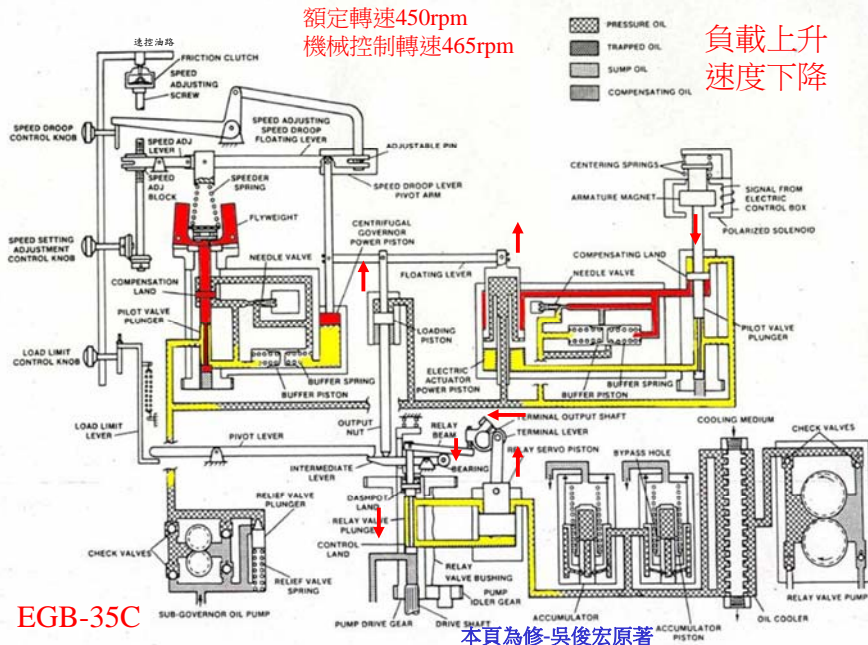 額定轉速450rpm
機械控制轉速465rpm
負載上升
速度下降
PRESSURE OIL
TRAPPED OIL
SUMP OIL
COMPENSATING OIL
速控油路
FRICTION CLUTCH
SPEED
ADJUSTING
SCREW
SPEED DROOP
CONTROL KNOB
SPEED ADJ
LEVER
SPEED ADJUSTING
SPEED DROOP
FLOATING LEVER
ADJUSTABLE PIN
SPEED
ADJ
BLOCK
SPEEDER
SPRING
SPEED DROOP LEVER
PIVOT ARM
CENTERING SPRINGS
ARMATURE MAGNET
SIGNAL FROM
ELECTRIC
CONTROL BOX
POLARIZED SOLENOID
FLYWEIGHT
CENTRIFUGAL
GOVERNOR
POWER PISTON
SPEED SETTING
ADJUSTMENT
CONTROL KNOB
NEEDLE VALVE
FLOATING LEVER
COMPENSATING LAND
NEEDLE VALVE
COMPENSATION
LAND
PILOT VALVE
PLUNGER
LOADING
PISTON
PILOT VALVE
PLUNGER
LOAD LIMIT
CONTROL KNOB
BUFFER SPRING
BUFFER PISTON
ELECTRIC
ACTUATOR
POWER PISTON
BUFFER SPRING
BUFFER PISTON
LOAD LIMIT
LEVER
PIVOT LEVER
OUTPUT
NUT
RELAY
BEAM
TERMINAL OUTPUT SHAFT
TERMINAL LEVER
RELAY SERVO PISTON
COOLING MEDIUM
CHECK VALVES
BYPASS HOLE
INTERMEDIATE
LEVER
BEARING
DASHPOT
LAND
RELAY VALVE
PLUNGER
CONTROL
LAND
RELIEF VALVE
PLUNGER
CHECK VALVES
RELIEF VALVE
SPRING
RELAY
VALVE BUSHING
PUMP
IDLER GEAR
SUB-GOVERNOR OIL PUMP
PUMP DRIVE GEAR
DRIVE SHAFT
ACCUMULATOR
ACCUMULATOR
PISTON
OIL COOLER
RELAY VALVE PUMP
EGB-35C
本頁為修-吳俊宏原著